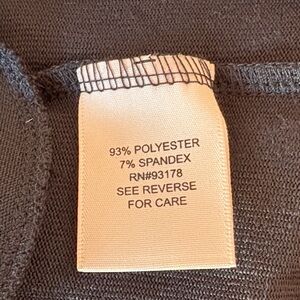 93% POLYESTER
7% SPANDEX
RN#93178
SEE REVERSE
FOR CARE